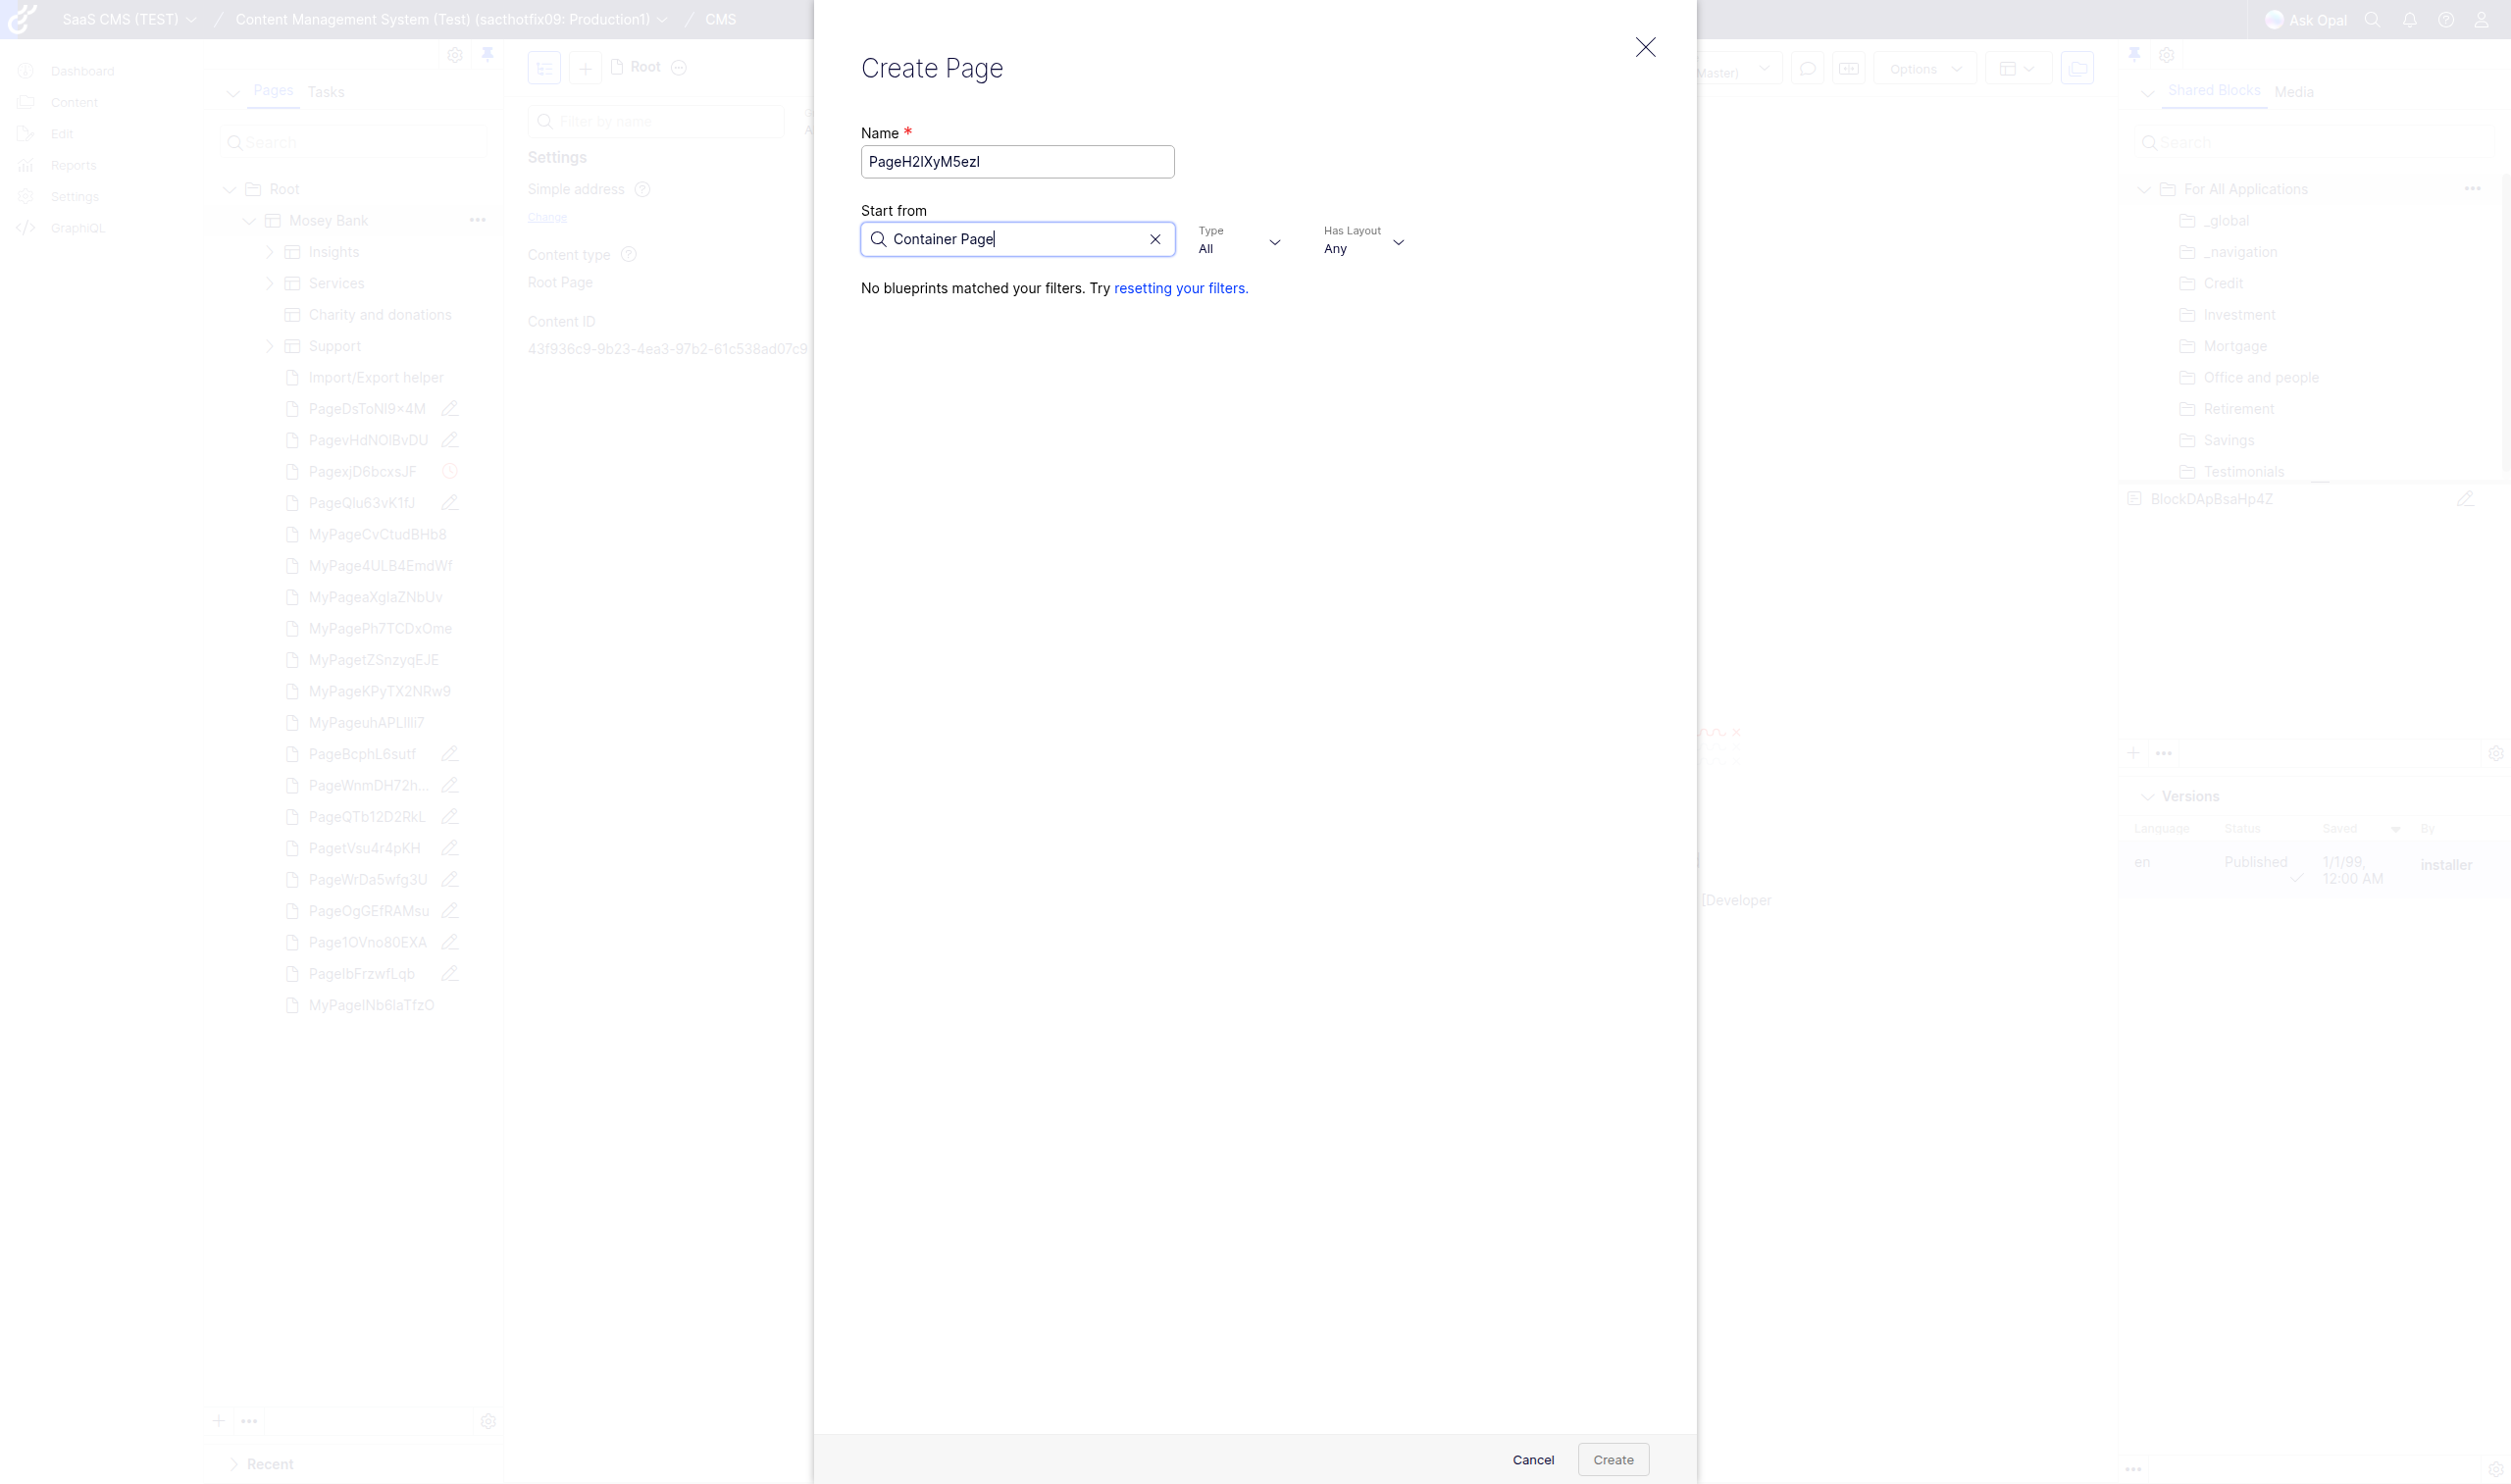 SaaS CMS (TEST) / Content Management System (Test) (sacthotfix09: Production1) / CMS
Ask Opal
Dashboard
Content
Edit
Reports
Settings
GraphiQL
Pages Tasks
Search
Root
Mosey Bank
Insights
Services
Charity and donations
Support
Import/Export helper
PageDsToNl9x4M
PagevHdNOlBvDU
PagexjD6bcxsJF
PageQlu63vK1fJ
MyPageCvCtudBHb8
MyPage4ULB4EmdWf
MyPageaXglaZNbUv
MyPagePh7TCDxOme
MyPagetZSnzyqEJE
MyPageKPyTX2NRw9
PageBcphL6sutf
PageWnmDH72h...
PageQTb12D2RkL
PagetVsu4r4pKH
PageWrDa5wfg3U
PageOgGEfRAMsu
Page1OVno80EXA
PageIbFrzwfLqb
Recent
Root
Filter by name
Settings
Simple address
Change
Content type
Root Page
Content ID
43f936c9-9b23-4ea3-97b2-61c538ad07c9
Create Page
Name *
PageH2IXyM5ezI
Start from
Container Page
Type
All
Has Layout
Any
No blueprints matched your filters. Try resetting your filters.
Cancel
Create
Master)
Options
[Developer
Shared Blocks Media
Search
For All Applications
_global
_navigation
Credit
Investment
Mortgage
Office and people
Retirement
Savings
Testimonials
BlockDApBsaHp4Z
Versions
Language Status Saved By
en Published 1/1/99, 12:00 AM installer